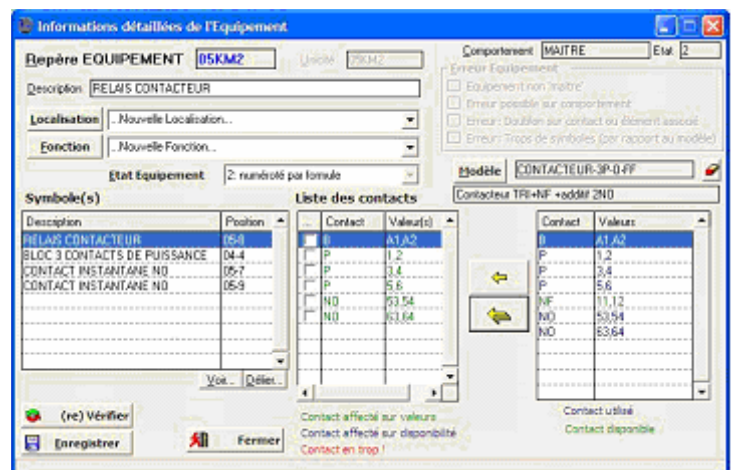 Informations détaillées de l'Equipement
Repère EQUIPEMENT 05KM2
Unicité 05KM2
Comportement MAITRE Etat 2
Description RELAIS CONTACTEUR
Erreur Equipement
Equipement non 'maitre'
Erreur possible sur comportement
Erreur : Doublon sur contact ou élément associé
Erreur : Trops de symboles (par rapport au modèle)
Localisation ..Nouvelle Localisation...
Fonction ..Nouvelle Fonction...
Etat Equipement 2: numéroté par formule
Modèle CONTACTEUR-3P-0-FF
Contacteur TRI+NF +additif 2NO
Symbole(s)
Description Position
RELAIS CONTACTEUR 05-8
BLOC 3 CONTACTS DE PUISSANCE 04-4
CONTACT INSTANTANE NO 05-7
CONTACT INSTANTANE NO 05-9
Voir... Délier...
Liste des contacts
... Contact Valeur(s)
B A1,A2
P 1,2
P 3,4
P 5,6
NO 53,54
NO 63,64
Contact Valeurs
B A1,A2
P 1,2
P 3,4
P 5,6
NF 11,12
NO 53,54
NO 63,64
(re) Vérifier
Enregistrer
Fermer
Contact affecté sur valeurs
Contact affecté sur disponibilité
Contact en trop !
Contact utilisé
Contact disponible